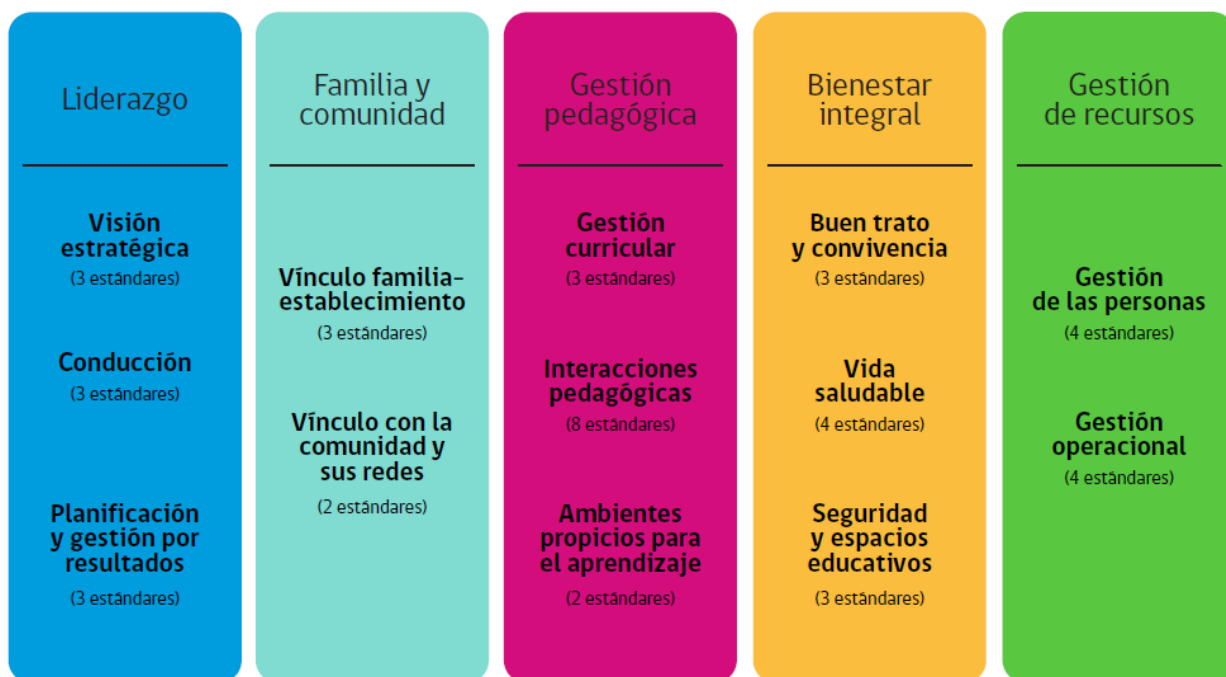 Liderazgo
Visión
estratégica
(3 estándares)
Conducción
(3 estándares)
Planificación
y gestión por
resultados
(3 estándares)
Familia y
comunidad
Vínculo familia-
establecimiento
(3 estándares)
Vínculo con la
comunidad y
sus redes
(2 estándares)
Gestión
pedagógica
Gestión
curricular
(3 estándares)
Interacciones
pedagógicas
(8 estándares)
Ambientes
propicios para
el aprendizaje
(2 estándares)
Bienestar
integral
Buen trato
y convivencia
(3 estándares)
Vida
saludable
(4 estándares)
Seguridad
y espacios
educativos
(3 estándares)
Gestión
de recursos
Gestión
de las personas
(4 estándares)
Gestión
operacional
(4 estándares)